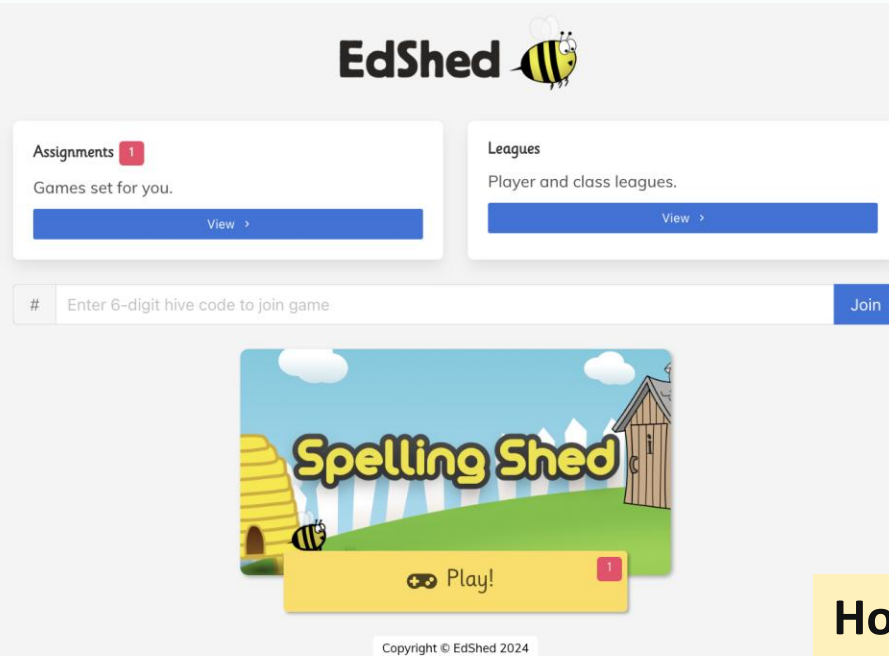 EdShed
Assignments 1
Games set for you.
View >
Leagues
Player and class leagues.
View >
# Enter 6-digit hive code to join game Join
Spelling Shed
Play! 1
Copyright © EdShed 2024